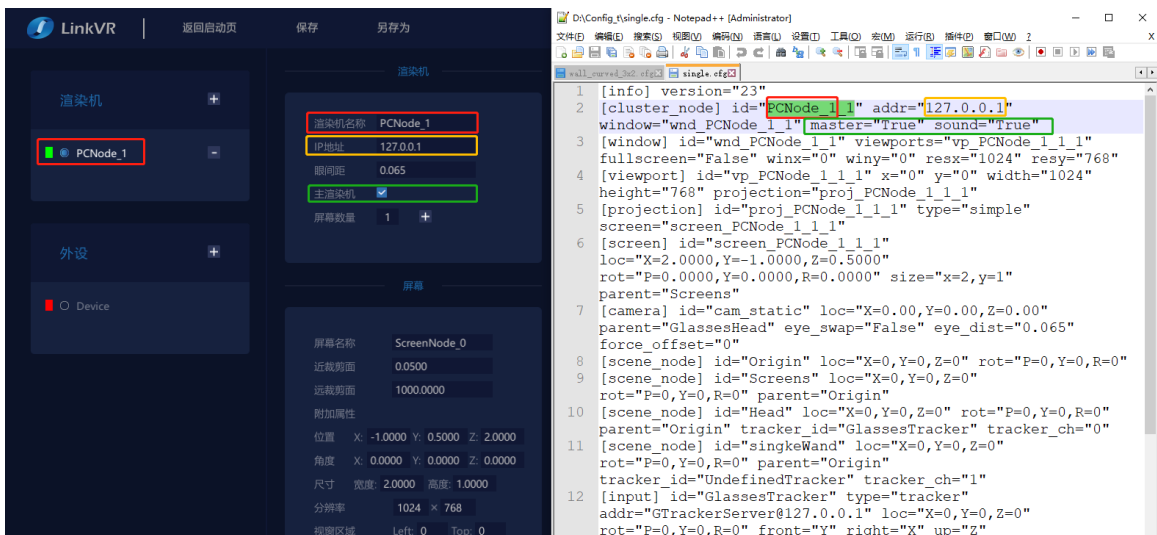 LinkVR
返回启动页
保存
另存为
渲染机
PCNode_1
外设
Device
渲染机
渲染机名称 PCNode_1
IP地址 127.0.0.1
眼间距 0.065
主渲染机
屏幕数量 1
屏幕
屏幕名称 ScreenNode_0
近裁剪面 0.0500
远裁剪面 1000.0000
附加属性
位置 X: -1.0000 Y: 0.5000 Z: 2.0000
角度 X: 0.0000 Y: 0.0000 Z: 0.0000
尺寸 宽度: 2.0000 高度: 1.0000
分辨率 1024 × 768
视窗区域 Left: 0 Top: 0
D:\Config_t\single.cfg - Notepad++ [Administrator]
文件(F) 编辑(E) 搜索(S) 视图(V) 编码(N) 语言(L) 设置(T) 工具(O) 宏(M) 运行(R) 插件(P) 窗口(W) ? X
wall_curved_2x2.cfg single.cfg
1 [info] version="23"
2 [cluster_node] id="PCNode_1_1" addr="127.0.0.1"
window="wnd_PCNode_1_1" master="True" sound="True"
3 [window] id="wnd_PCNode_1_1" viewports="vp_PCNode_1_1_1"
fullscreen="False" winx="0" winy="0" resx="1024" resy="768"
4 [viewport] id="vp_PCNode_1_1_1" x="0" y="0" width="1024"
height="768" projection="proj_PCNode_1_1_1"
5 [projection] id="proj_PCNode_1_1_1" type="simple"
screen="screen_PCNode_1_1_1"
6 [screen] id="screen_PCNode_1_1_1"
loc="X=2.0000,Y=-1.0000,Z=0.5000"
rot="P=0.0000,Y=0.0000,R=0.0000" size="x=2,y=1"
parent="Screens"
7 [camera] id="cam_static" loc="X=0.00,Y=0.00,Z=0.00"
parent="GlassesHead" eye_swap="False" eye_dist="0.065"
force_offset="0"
8 [scene_node] id="Origin" loc="X=0,Y=0,Z=0" rot="P=0,Y=0,R=0"
9 [scene_node] id="Screens" loc="X=0,Y=0,Z=0"
rot="P=0,Y=0,R=0" parent="Origin"
10 [scene_node] id="Head" loc="X=0,Y=0,Z=0" rot="P=0,Y=0,R=0"
parent="Origin" tracker_id="GlassesTracker" tracker_ch="0"
11 [scene_node] id="singkeWand" loc="X=0,Y=0,Z=0"
rot="P=0,Y=0,R=0" parent="Origin"
tracker_id="UndefinedTracker" tracker_ch="1"
12 [input] id="GlassesTracker" type="tracker"
addr="GTrackerServer@127.0.0.1" loc="X=0,Y=0,Z=0"
rot="P=0,Y=0,R=0" front="Y" right="X" up="Z"